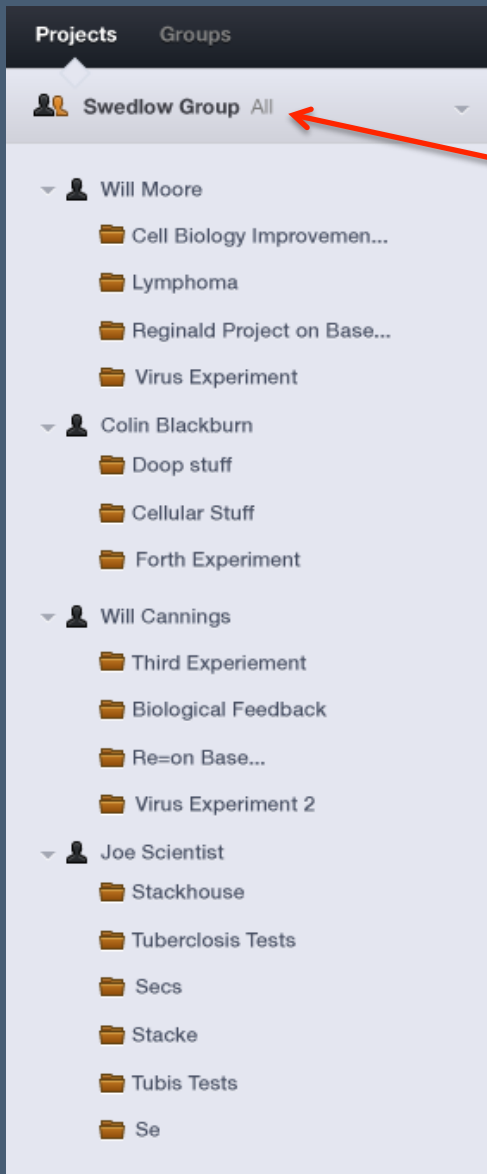 Projects Groups
Swedlow Group All
Will Moore
Cell Biology Improvemen...
Lymphoma
Reginald Project on Base...
Virus Experiment
Colin Blackburn
Doop stuff
Cellular Stuff
Forth Experiment
Will Cannings
Third Experiement
Biological Feedback
Re=on Base...
Virus Experiment 2
Joe Scientist
Stackhouse
Tuberclosis Tests
Secs
Stacke
Tubis Tests
Se